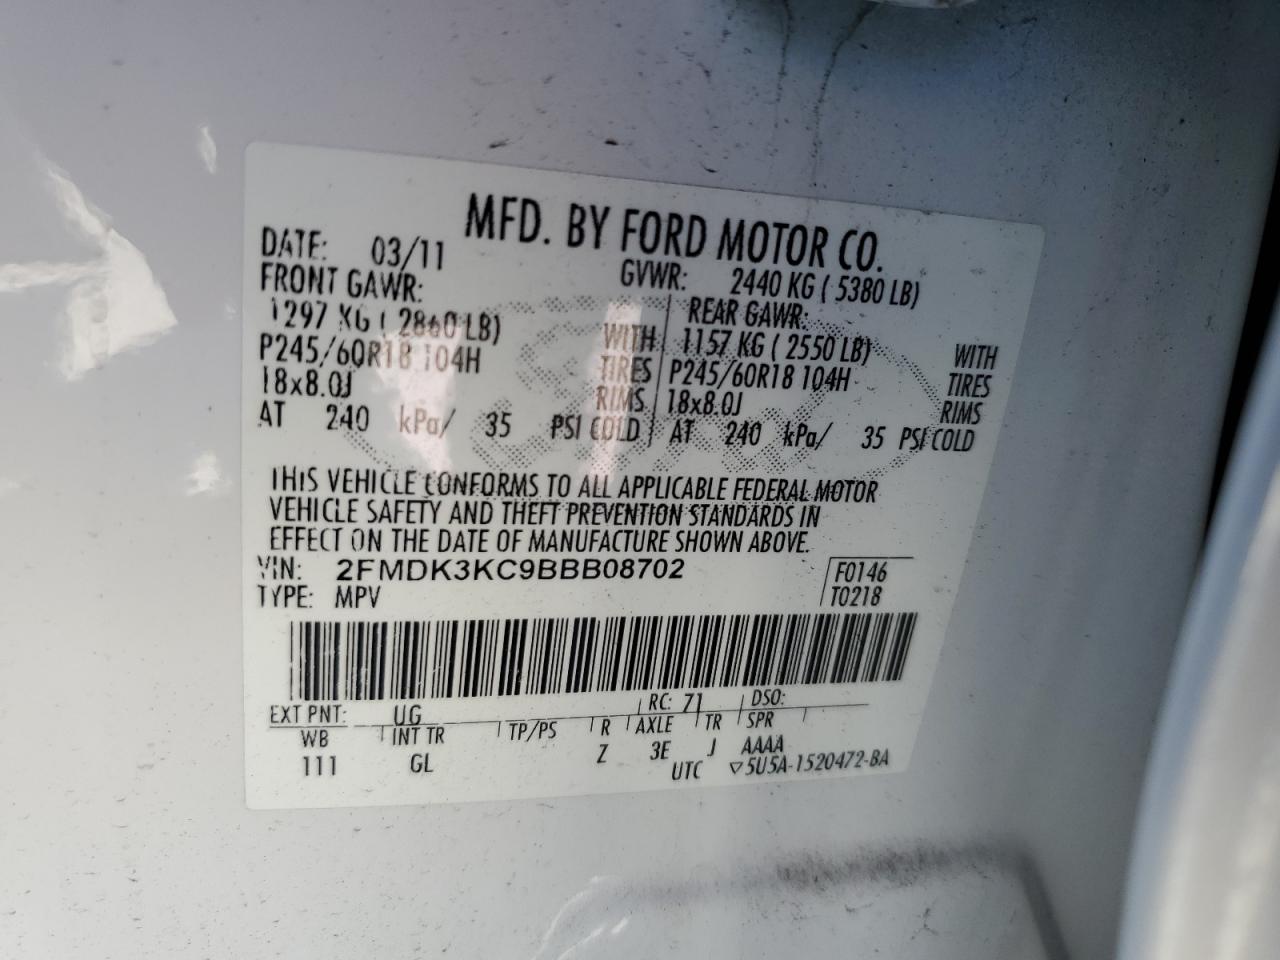 MFD. BY FORD MOTOR CO.
DATE: 03/11 GVWR: 2440 KG ( 5380 LB)
FRONT GAWR: REAR GAWR:
1297 KG ( 2860 LB) WITH 1157 KG ( 2550 LB) WITH
P245/60R18 104H TIRES P245/60R18 104H TIRES
18x8.0J RIMS 18x8.0J RIMS
AT 240 kPa/ 35 PSI COLD AT 240 kPa/ 35 PSI COLD
THIS VEHICLE CONFORMS TO ALL APPLICABLE FEDERAL MOTOR
VEHICLE SAFETY AND THEFT PREVENTION STANDARDS IN
EFFECT ON THE DATE OF MANUFACTURE SHOWN ABOVE.
VIN: 2FMDK3KC9BBB08702 F0146
TYPE: MPV T0218
EXT PNT: UG RC: 71 DSO:
WB INT TR TP/PS R AXLE TR SPR
111 GL Z 3E J AAAA
UTC ▽5U5A-1520472-BA